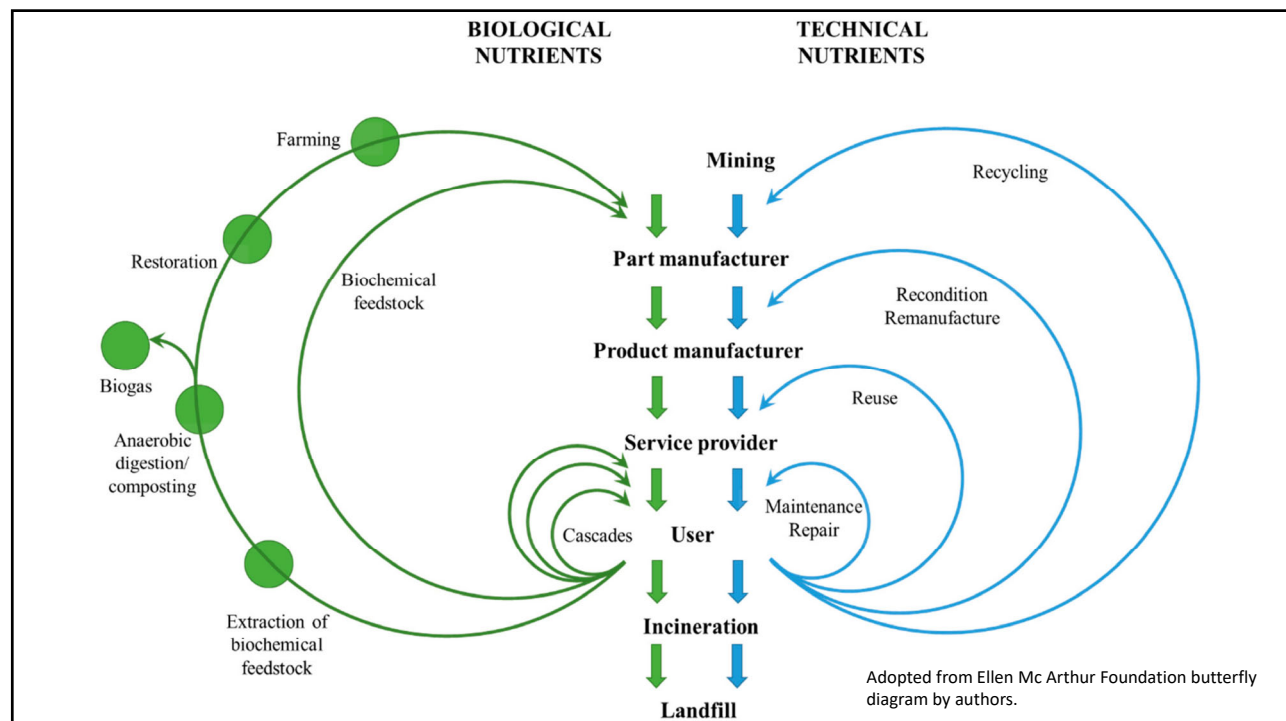 BIOLOGICAL
NUTRIENTS
TECHNICAL
NUTRIENTS
Farming
Mining
Recycling
Restoration
Part manufacturer
Biochemical
feedstock
Recondition
Remanufacture
Product manufacturer
Biogas
Reuse
Anaerobic
digestion/
composting
Service provider
Cascades
User
Maintenance
Repair
Extraction of
biochemical
feedstock
Incineration
Landfill
Adopted from Ellen Mc Arthur Foundation butterfly
diagram by authors.